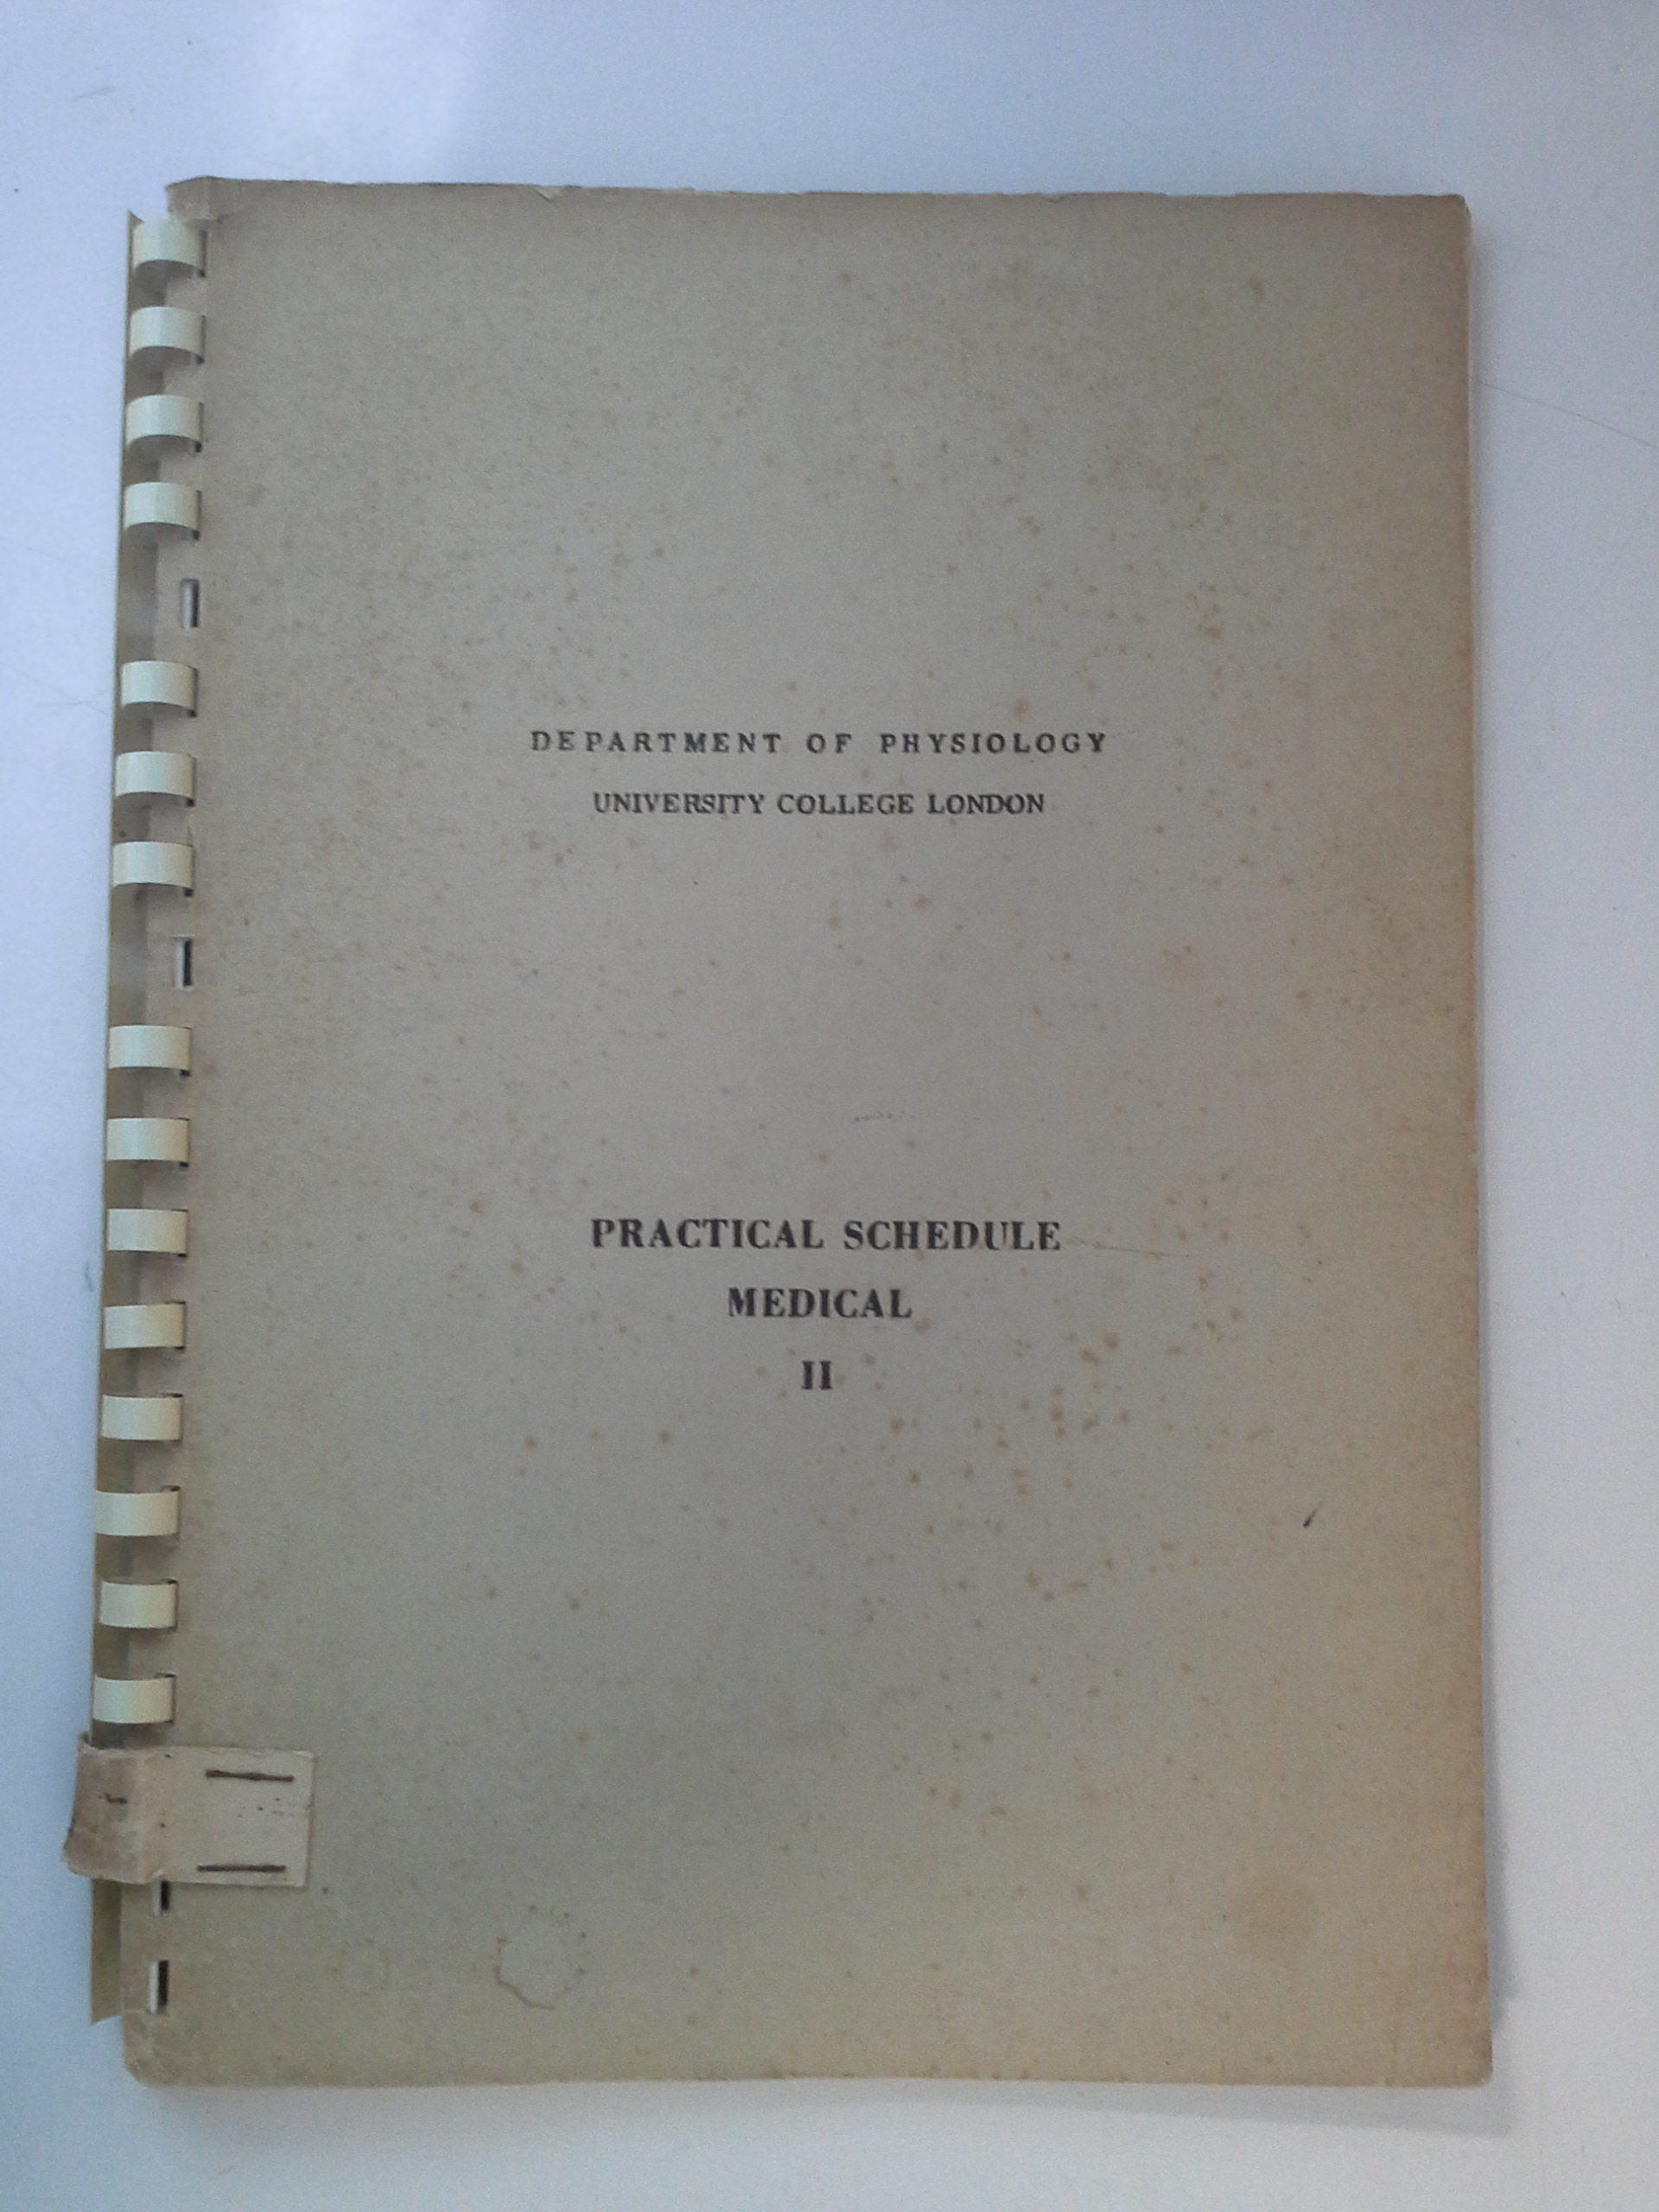 DEPARTMENT OF PHYSIOLOGY
UNIVERSITY COLLEGE LONDON
PRACTICAL SCHEDULE
MEDICAL
II